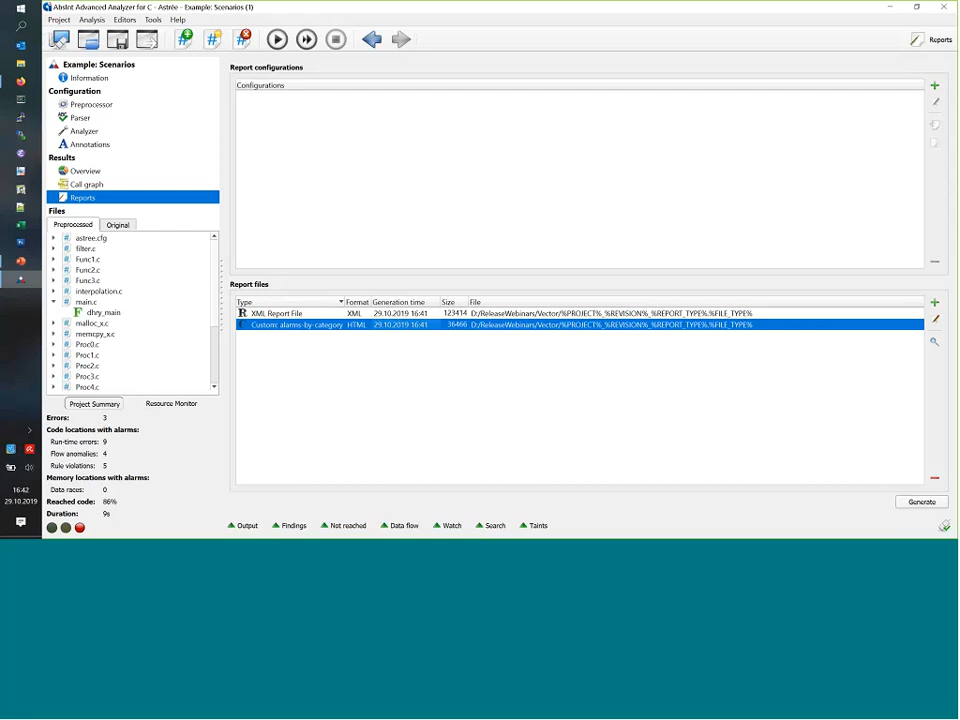 AbsInt Advanced Analyzer for C - Astrée - Example: Scenarios (1)
Project Analysis Editors Tools Help
Reports
Example: Scenarios
Information
Configuration
Preprocessor
Parser
Analyzer
Annotations
Results
Overview
Call graph
Reports
Files
Preprocessed Original
astree.cfg
filter.c
Func1.c
Func2.c
Func3.c
interpolation.c
main.c
F dhry_main
malloc_x.c
memcpy_x.c
Proc0.c
Proc1.c
Proc2.c
Proc3.c
Proc4.c
Project Summary Resource Monitor
Errors: 3
Code locations with alarms:
Run-time errors: 9
Flow anomalies: 4
Rule violations: 5
Memory locations with alarms:
Data races: 0
Reached code: 86%
Duration: 9s
Report configurations
Configurations
Report files
Type Format Generation time Size File
R XML Report File XML 29.10.2019 16:41 123414 D:/ReleaseWebinars/Vector/%PROJECT%_%REVISION%_%REPORT_TYPE%.%FILE_TYPE%
Custom: alarms-by-category HTML 29.10.2019 16:41 36466 D:/ReleaseWebinars/Vector/%PROJECT%_%REVISION%_%REPORT_TYPE%.%FILE_TYPE%
Generate
Output Findings Not reached Data flow Watch Search Taints
16:42
29.10.2019